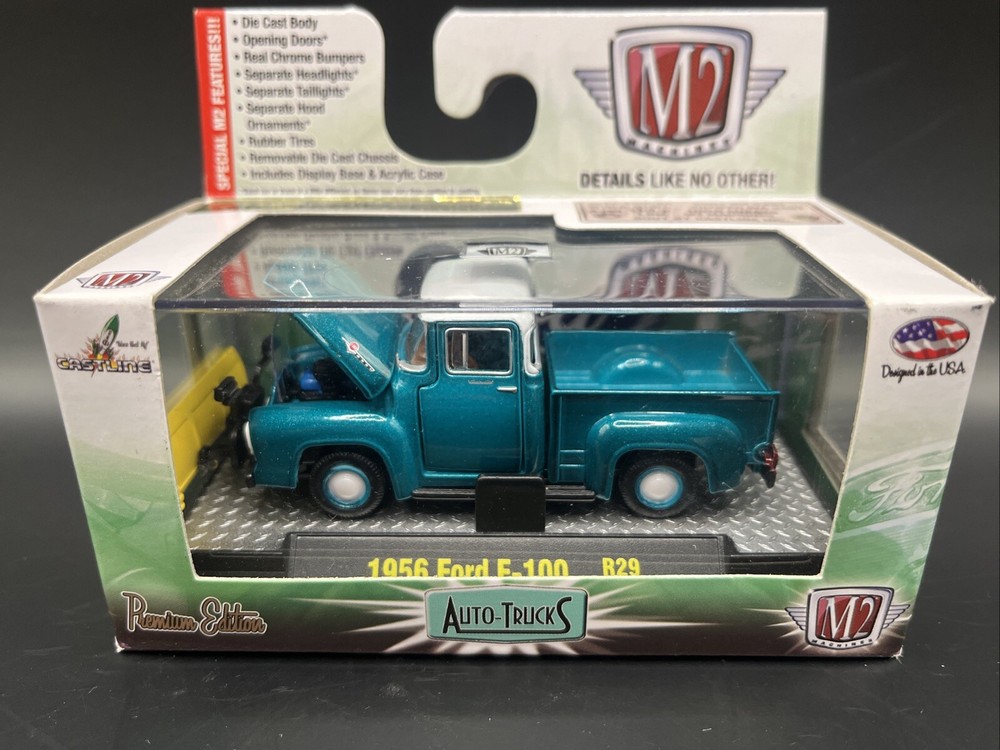 SPECIAL M2 FEATURES!!!
• Die Cast Body
• Opening Doors*
• Real Chrome Bumpers
• Separate Headlights*
• Separate Taillights*
• Separate Hood
Ornaments*
• Rubber Tires
• Removable Die Cast Chassis
• Includes Display Base & Acrylic Case
M2
MACHINES
DETAILS LIKE NO OTHER!
M2
M2
CASTLINE
Designed in the U.S.A.
Ford
1956 Ford F-100 R29
Premium Edition
AUTO-TRUCKS
M2
MACHINES